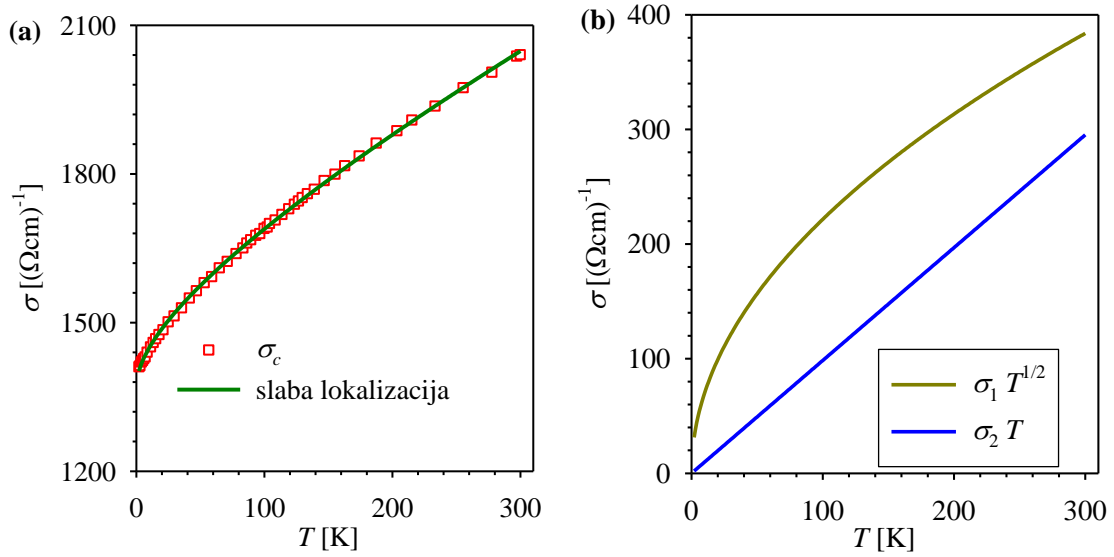 (a)
2100
1800
1500
1200
σ [(Ωcm)⁻¹]
σc
slaba lokalizacija
0
100
200
300
T [K]
(b)
400
300
200
100
0
σ [(Ωcm)⁻¹]
σ₁ T^{1/2}
σ₂ T
0
100
200
300
T [K]